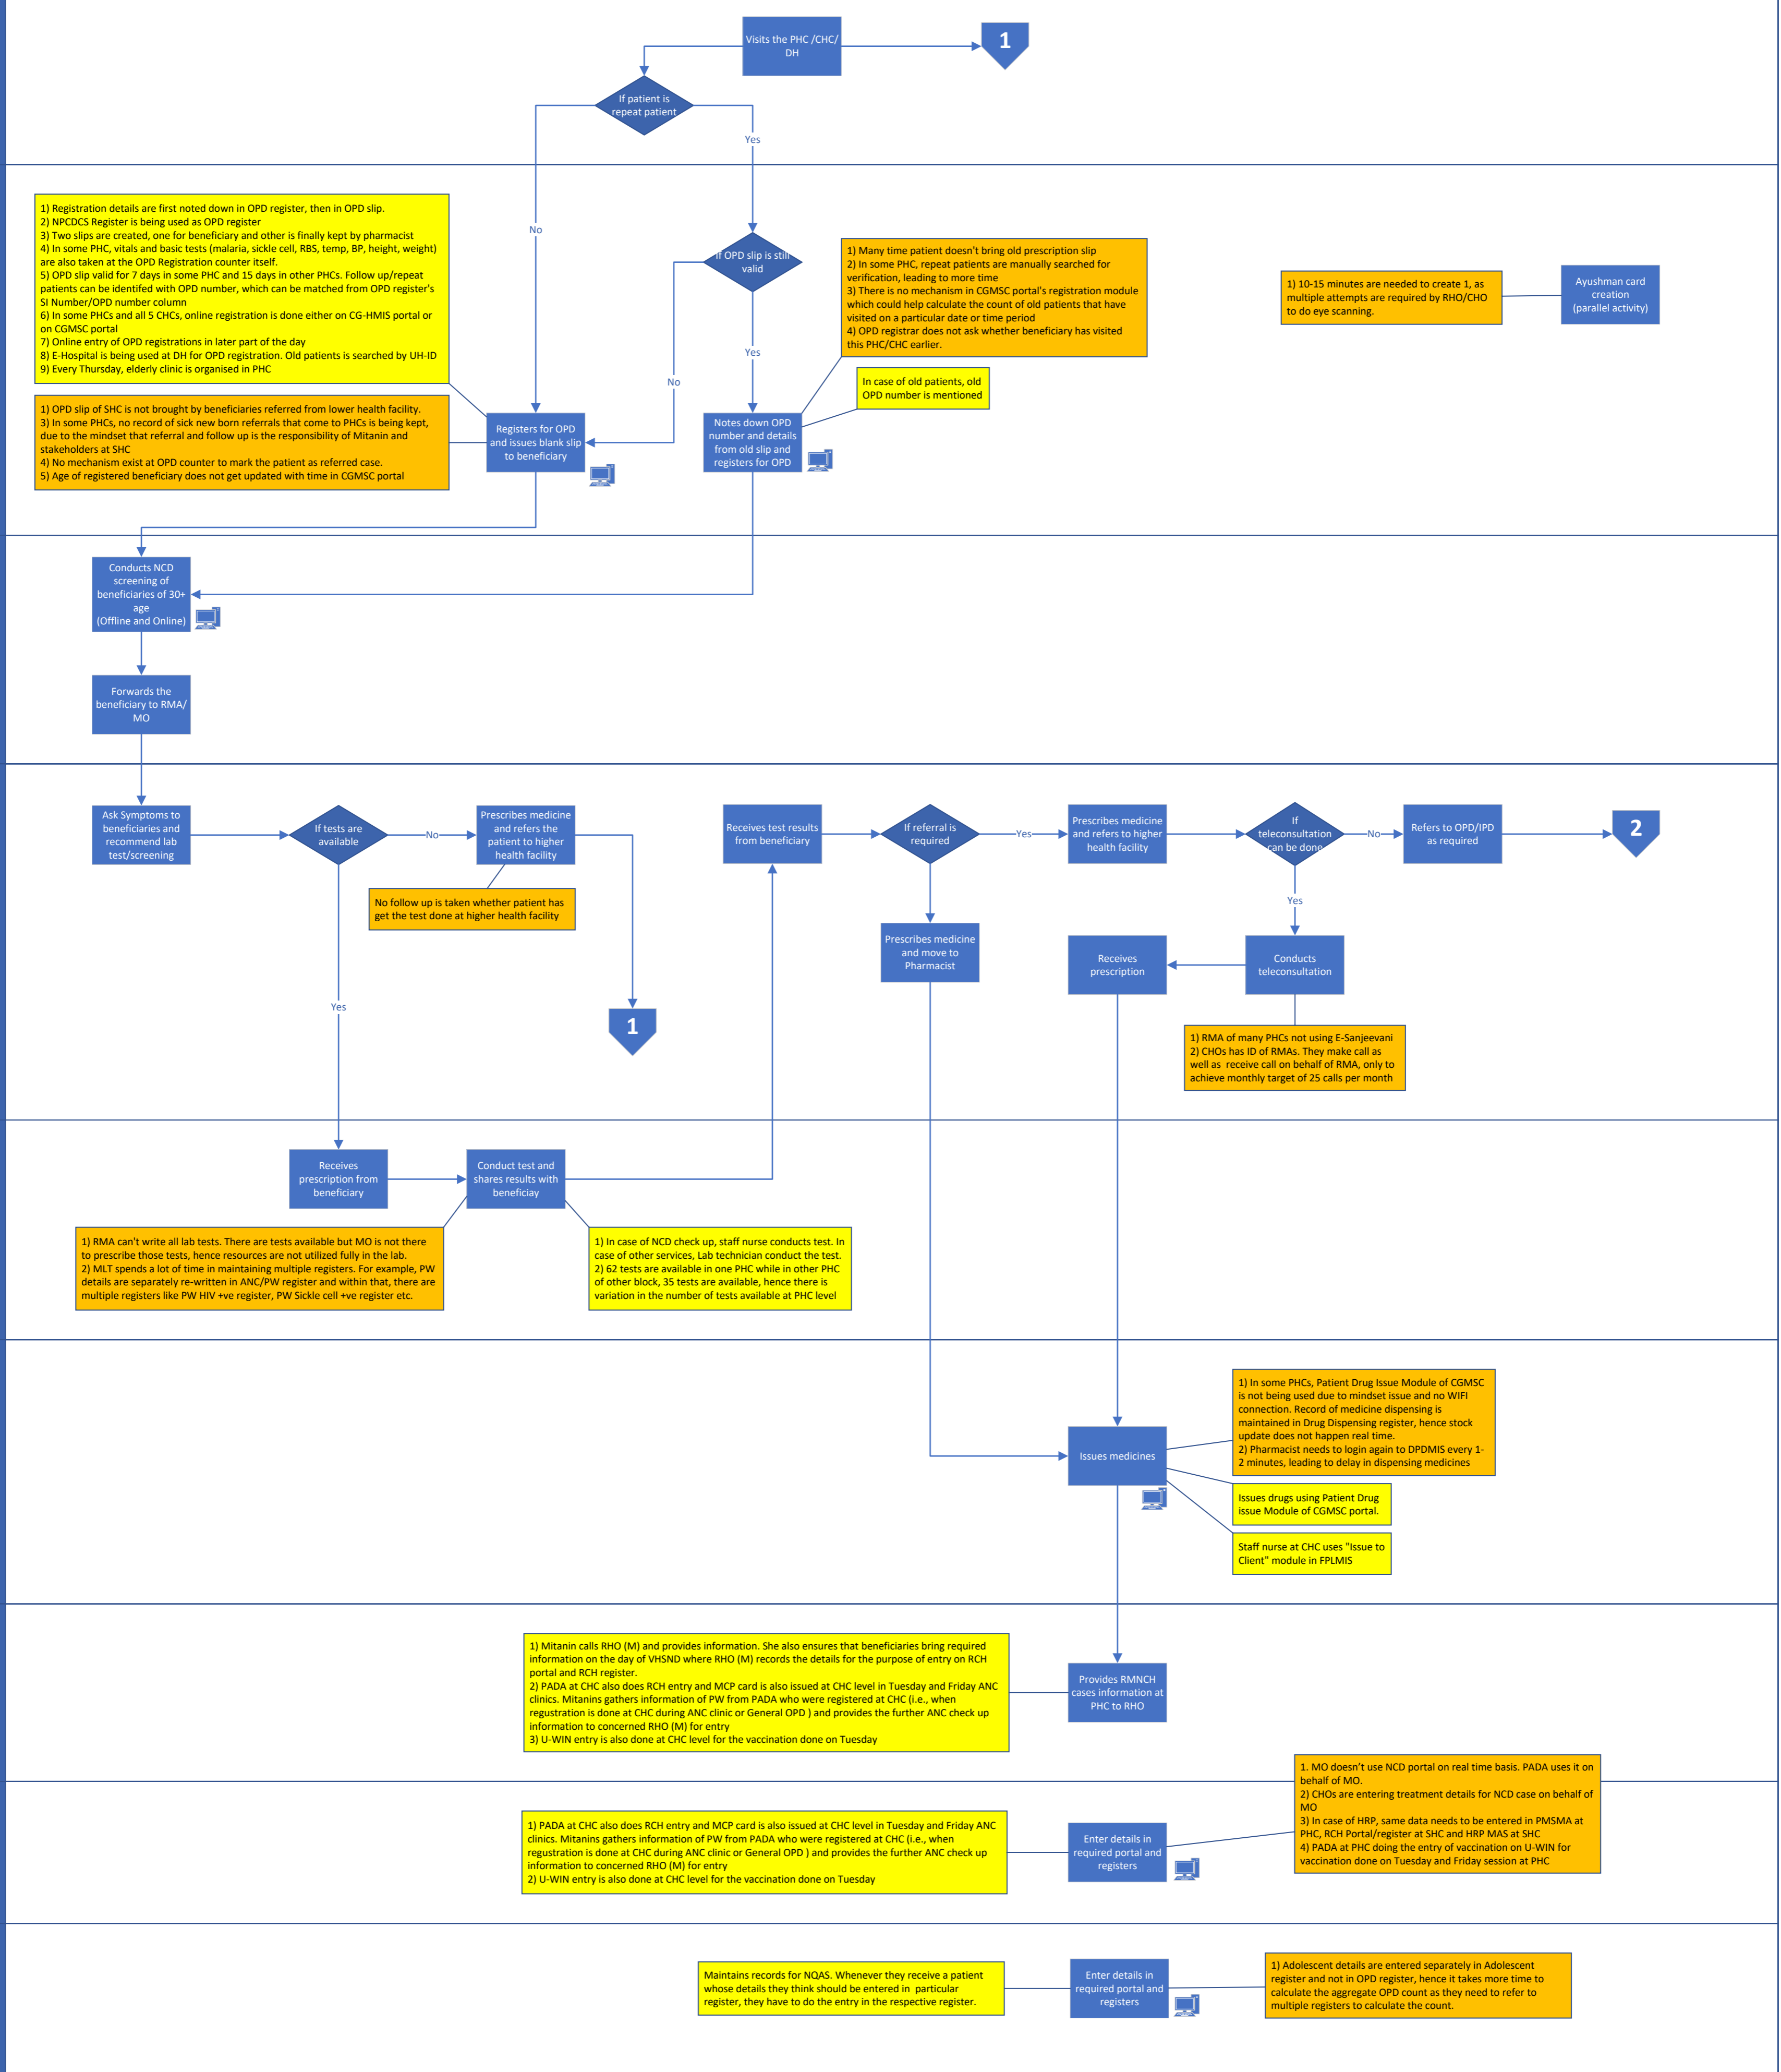 Visits the PHC /CHC/
DH
1
If patient is
repeat patient
Yes
No
1) Registration details are first noted down in OPD register, then in OPD slip.
2) NPCDCS Register is being used as OPD register
3) Two slips are created, one for beneficiary and other is finally kept by pharmacist
4) In some PHC, vitals and basic tests (malaria, sickle cell, RBS, temp, BP, height, weight)
are also taken at the OPD Registration counter itself.
5) OPD slip valid for 7 days in some PHC and 15 days in other PHCs. Follow up/repeat
patients can be identifed with OPD number, which can be matched from OPD register's
SI Number/OPD number column
6) In some PHCs and all 5 CHCs, online registration is done either on CG-HMIS portal or
on CGMSC portal
7) Online entry of OPD registrations in later part of the day
8) E-Hospital is being used at DH for OPD registration. Old patients is searched by UH-ID
9) Every Thursday, elderly clinic is organised in PHC
If OPD slip is still
valid
1) Many time patient doesn't bring old prescription slip
2) In some PHC, repeat patients are manually searched for
verification, leading to more time
3) There is no mechanism in CGMSC portal's registration module
which could help calculate the count of old patients that have
visited on a particular date or time period
4) OPD registrar does not ask whether beneficiary has visited
this PHC/CHC earlier.
1) 10-15 minutes are needed to create 1, as
multiple attempts are required by RHO/CHO
to do eye scanning.
Ayushman card
creation
(parallel activity)
Yes
No
In case of old patients, old
OPD number is mentioned
1) OPD slip of SHC is not brought by beneficiaries referred from lower health facility.
3) In some PHCs, no record of sick new born referrals that come to PHCs is being kept,
due to the mindset that referral and follow up is the responsibility of Mitanin and
stakeholders at SHC
4) No mechanism exist at OPD counter to mark the patient as referred case.
5) Age of registered beneficiary does not get updated with time in CGMSC portal
Registers for OPD
and issues blank slip
to beneficiary
Notes down OPD
number and details
from old slip and
registers for OPD
Conducts NCD
screening of
beneficiaries of 30+
age
(Offline and Online)
Forwards the
beneficiary to RMA/
MO
Ask Symptoms to
beneficiaries and
recommend lab
test/screening
If tests are
available
No
Prescribes medicine
and refers the
patient to higher
health facility
Receives test results
from beneficiary
If referral is
required
Yes
Prescribes medicine
and refers to higher
health facility
If
teleconsultation
can be done
No
Refers to OPD/IPD
as required
2
No follow up is taken whether patient has
get the test done at higher health facility
Yes
Prescribes medicine
and move to
Pharmacist
Receives
prescription
Conducts
teleconsultation
Yes
1
1) RMA of many PHCs not using E-Sanjeevani
2) CHOs has ID of RMAs. They make call as
well as  receive call on behalf of RMA, only to
achieve monthly target of 25 calls per month
Receives
prescription from
beneficiary
Conduct test and
shares results with
beneficiay
1) RMA can't write all lab tests. There are tests available but MO is not there
to prescribe those tests, hence resources are not utilized fully in the lab.
2) MLT spends a lot of time in maintaining multiple registers. For example, PW
details are separately re-written in ANC/PW register and within that, there are
multiple registers like PW HIV +ve register, PW Sickle cell +ve register etc.
1) In case of NCD check up, staff nurse conducts test. In
case of other services, Lab technician conduct the test.
2) 62 tests are available in one PHC while in other PHC
of other block, 35 tests are available, hence there is
variation in the number of tests available at PHC level
Issues medicines
1) In some PHCs, Patient Drug Issue Module of CGMSC
is not being used due to mindset issue and no WIFI
connection. Record of medicine dispensing is
maintained in Drug Dispensing register, hence stock
update does not happen real time.
2) Pharmacist needs to login again to DPDMIS every 1-
2 minutes, leading to delay in dispensing medicines
Issues drugs using Patient Drug
issue Module of CGMSC portal.
Staff nurse at CHC uses "Issue to
Client" module in FPLMIS
1) Mitanin calls RHO (M) and provides information. She also ensures that beneficiaries bring required
information on the day of VHSND where RHO (M) records the details for the purpose of entry on RCH
portal and RCH register.
2) PADA at CHC also does RCH entry and MCP card is also issued at CHC level in Tuesday and Friday ANC
clinics. Mitanins gathers information of PW from PADA who were registered at CHC (i.e., when
regustration is done at CHC during ANC clinic or General OPD ) and provides the further ANC check up
information to concerned RHO (M) for entry
3) U-WIN entry is also done at CHC level for the vaccination done on Tuesday
Provides RMNCH
cases information at
PHC to RHO
1. MO doesn't use NCD portal on real time basis. PADA uses it on
behalf of MO.
2) CHOs are entering treatment details for NCD case on behalf of
MO
3) In case of HRP, same data needs to be entered in PMSMA at
PHC, RCH Portal/register at SHC and HRP MAS at SHC
4) PADA at PHC doing the entry of vaccination on U-WIN for
vaccination done on Tuesday and Friday session at PHC
1) PADA at CHC also does RCH entry and MCP card is also issued at CHC level in Tuesday and Friday ANC
clinics. Mitanins gathers information of PW from PADA who were registered at CHC (i.e., when
regustration is done at CHC during ANC clinic or General OPD ) and provides the further ANC check up
information to concerned RHO (M) for entry
2) U-WIN entry is also done at CHC level for the vaccination done on Tuesday
Enter details in
required portal and
registers
Maintains records for NQAS. Whenever they receive a patient
whose details they think should be entered in  particular
register, they have to do the entry in the respective register.
Enter details in
required portal and
registers
1) Adolescent details are entered separately in Adolescent
register and not in OPD register, hence it takes more time to
calculate the aggregate OPD count as they need to refer to
multiple registers to calculate the count.